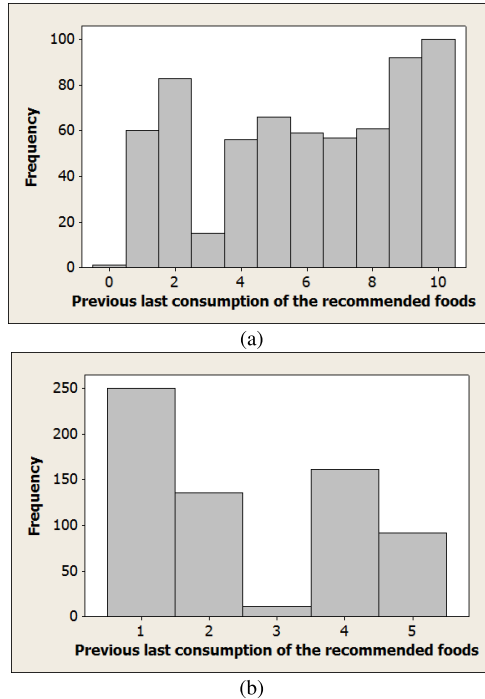 100
80
60
40
20
0
Frequency
0 2 4 6 8 10
Previous last consumption of the recommended foods
(a)
250
200
150
100
50
0
Frequency
1 2 3 4 5
Previous last consumption of the recommended foods
(b)